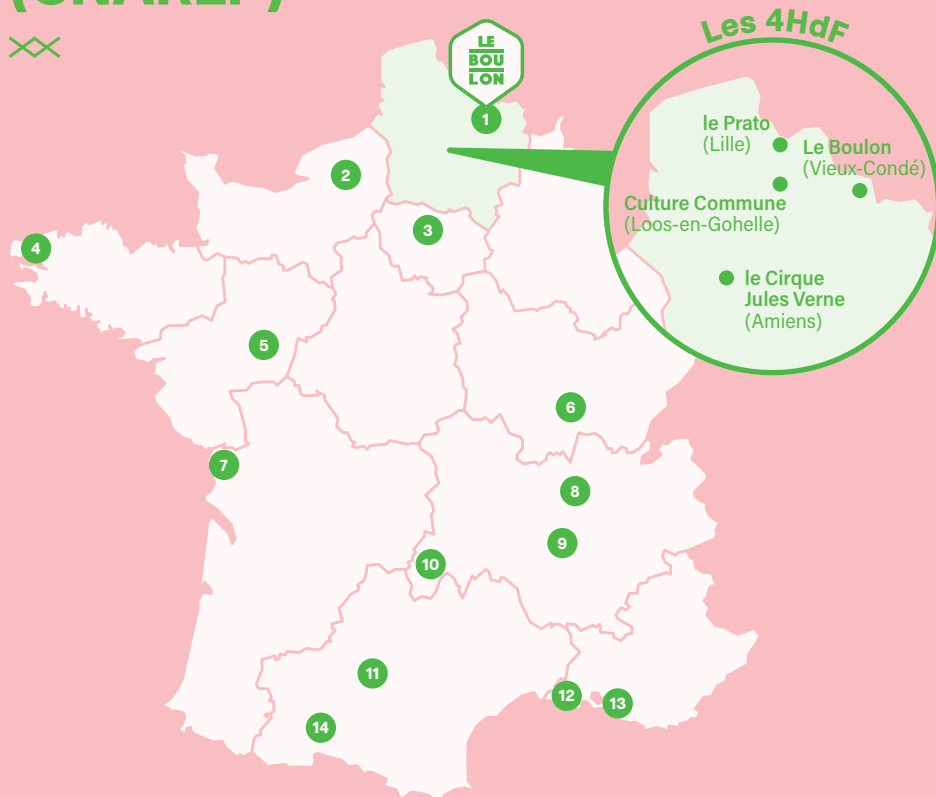 (CNAREP)
LE
BOU
LON
1
2
3
4
5
6
7
8
9
10
11
12
13
14
Les 4HdF
le Prato
(Lille)
Le Boulon
(Vieux-Condé)
Culture Commune
(Loos-en-Gohelle)
le Cirque
Jules Verne
(Amiens)